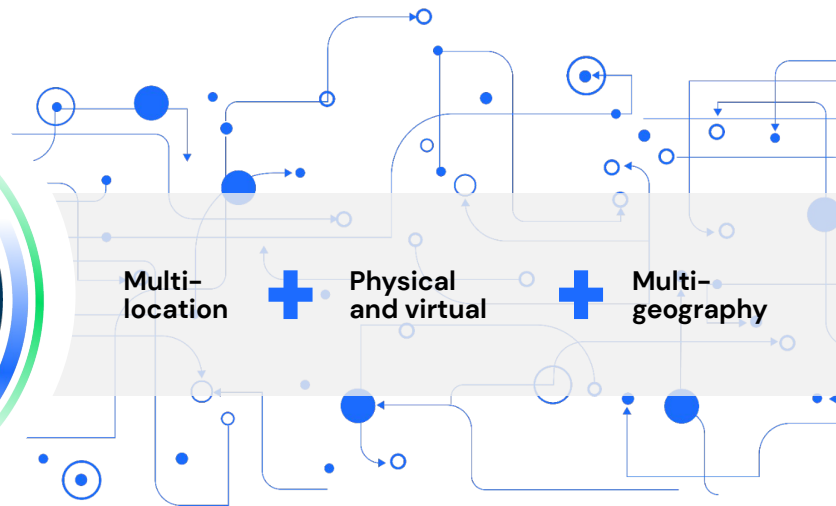 Multi-
location
Physical
and virtual
Multi-
geography